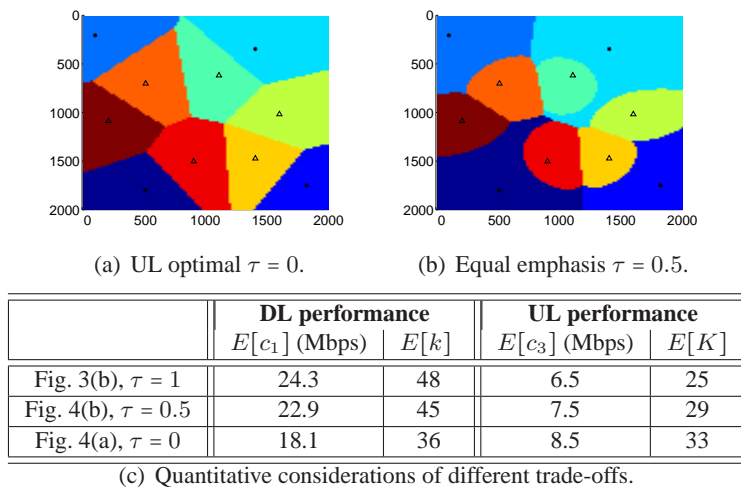 0
500
1000
1500
2000
0 500 1000 1500 2000
(a) UL optimal τ = 0.
0
500
1000
1500
2000
0 500 1000 1500 2000
(b) Equal emphasis τ = 0.5.
DL performance UL performance
E[c₁] (Mbps) E[k] E[c₃] (Mbps) E[K]
Fig. 3(b), τ = 1 24.3 48 6.5 25
Fig. 4(b), τ = 0.5 22.9 45 7.5 29
Fig. 4(a), τ = 0 18.1 36 8.5 33
(c) Quantitative considerations of different trade-offs.